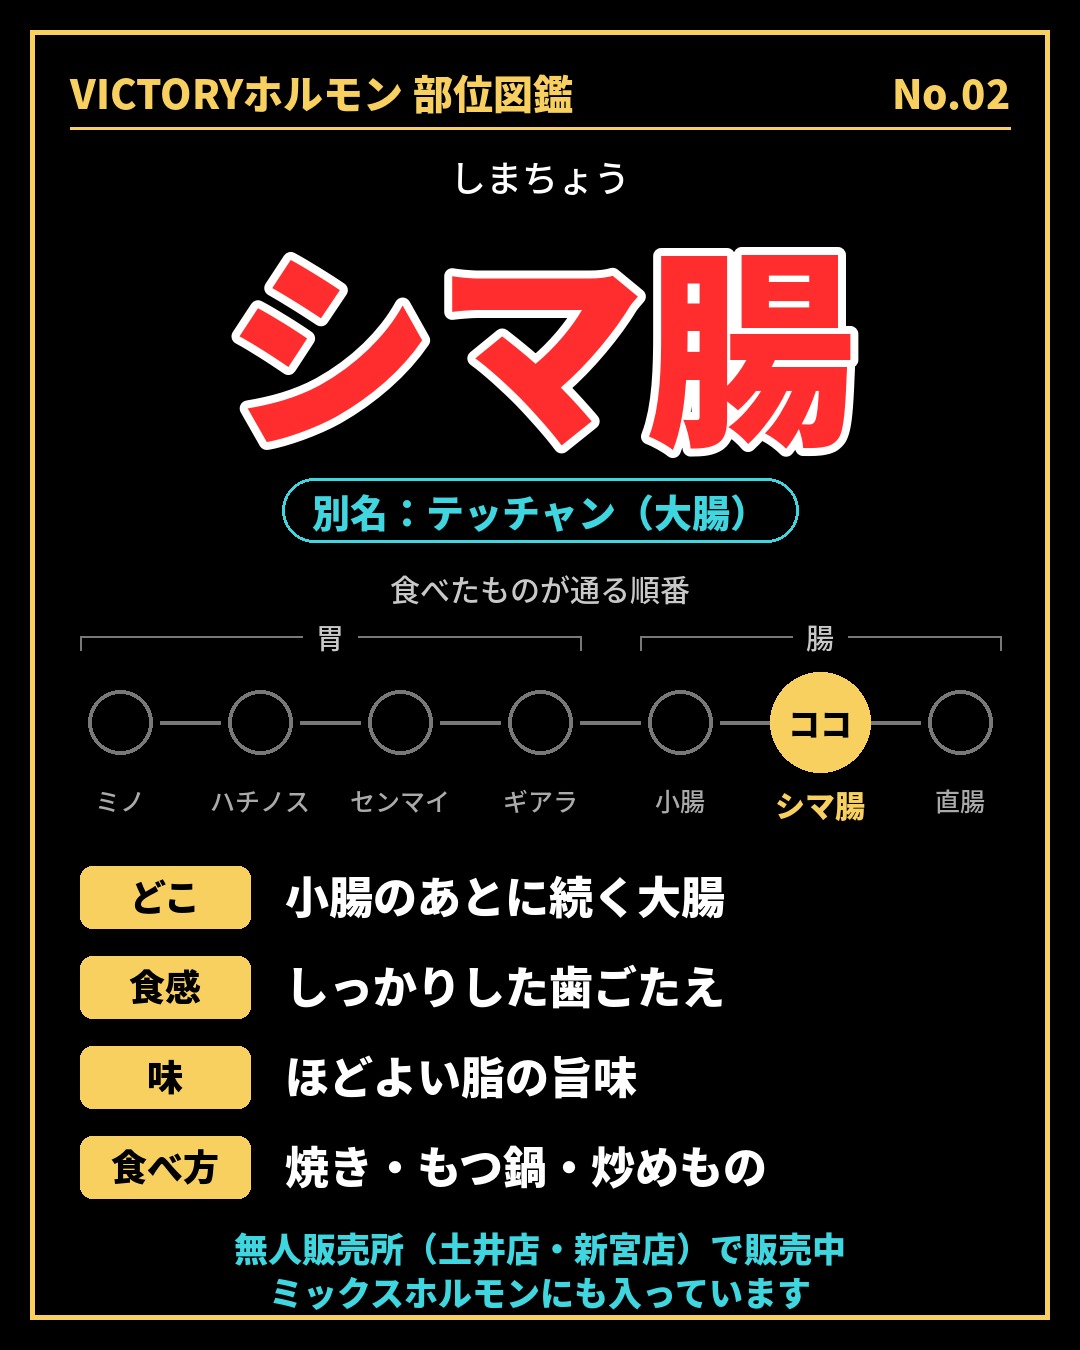 VICTORYホルモン 部位図鑑 No.02
しまちょう
シマ腸
別名：テッチャン（大腸）
食べたものが通る順番
胃 腸
ココ
ミノ ハチノス センマイ ギアラ 小腸 シマ腸 直腸
どこ 小腸のあとに続く大腸
食感 しっかりした歯ごたえ
味 ほどよい脂の旨味
食べ方 焼き・もつ鍋・炒めもの
無人販売所（土井店・新宮店）で販売中
ミックスホルモンにも入っています